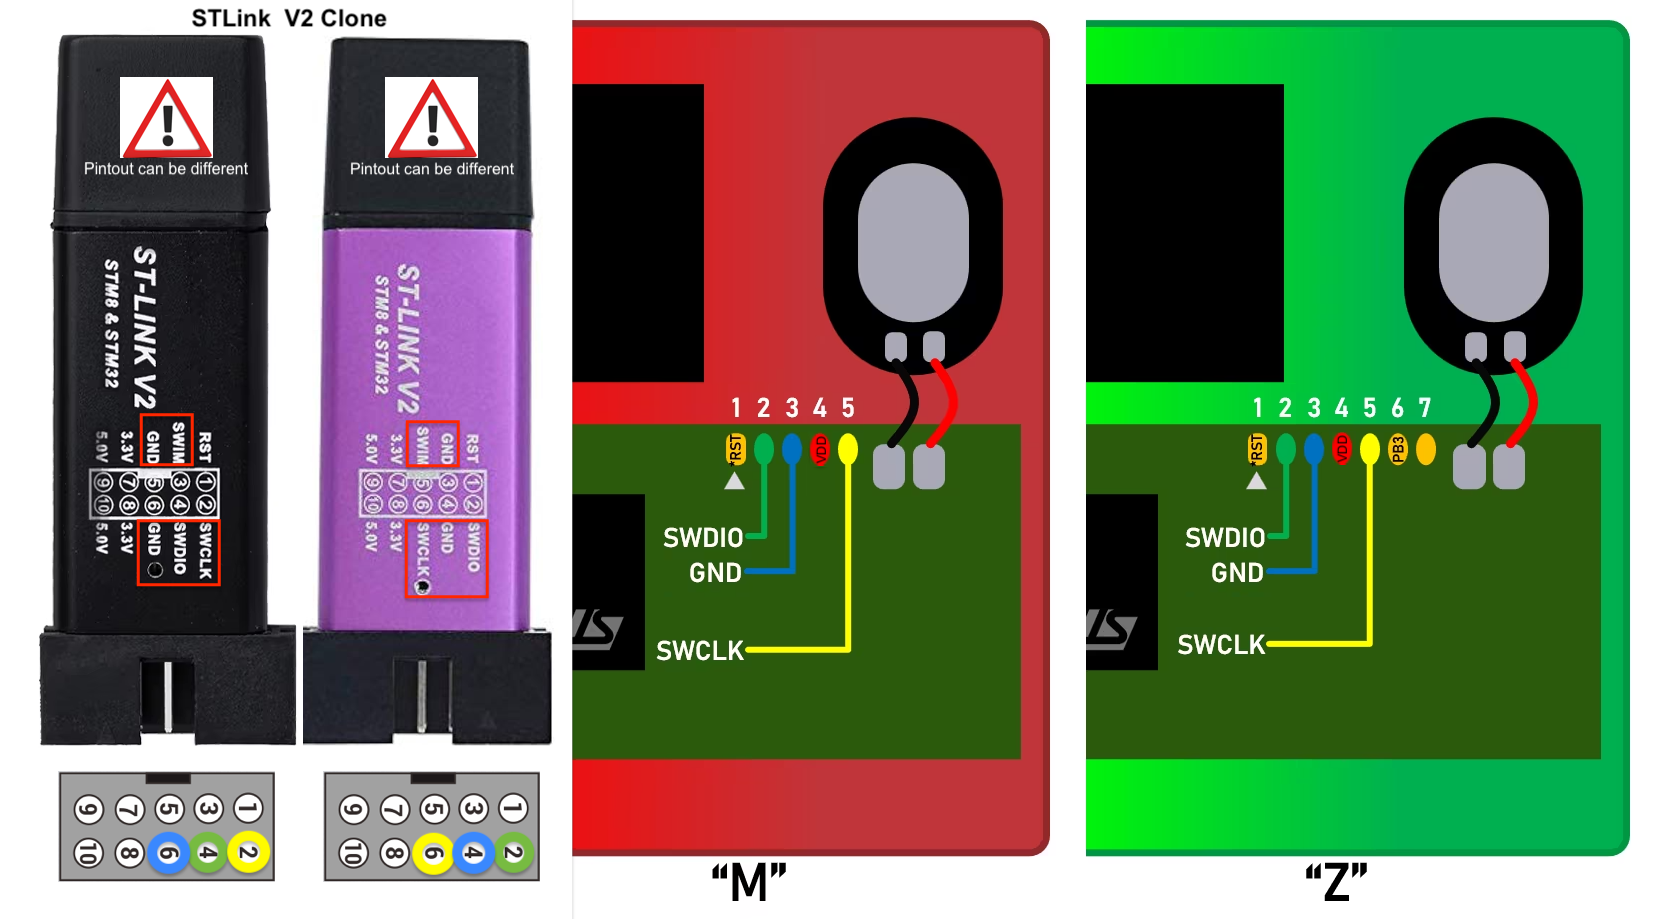 STLink V2 Clone
Pintout can be different
ST-LINK V2
STM8 & STM32
5.0V 3.3V GND SWIM RST
9 7 5 3 1
10 8 6 4 2
5.0V 3.3V GND SWDIO SWCLK
9 7 5 3 1
10 8 6 4 2
Pintout can be different
ST-LINK V2
STM8 & STM32
5.0V 3.3V SWIM GND RST
9 7 5 3 1
10 8 6 4 2
5.0V 3.3V SWCLK GND SWDIO
9 7 5 3 1
10 8 6 4 2
1 2 3 4 5
*RST VDD
SWDIO
GND
SWCLK
“M”
1 2 3 4 5 6 7
*RST VDD PB3
SWDIO
GND
SWCLK
“Z”